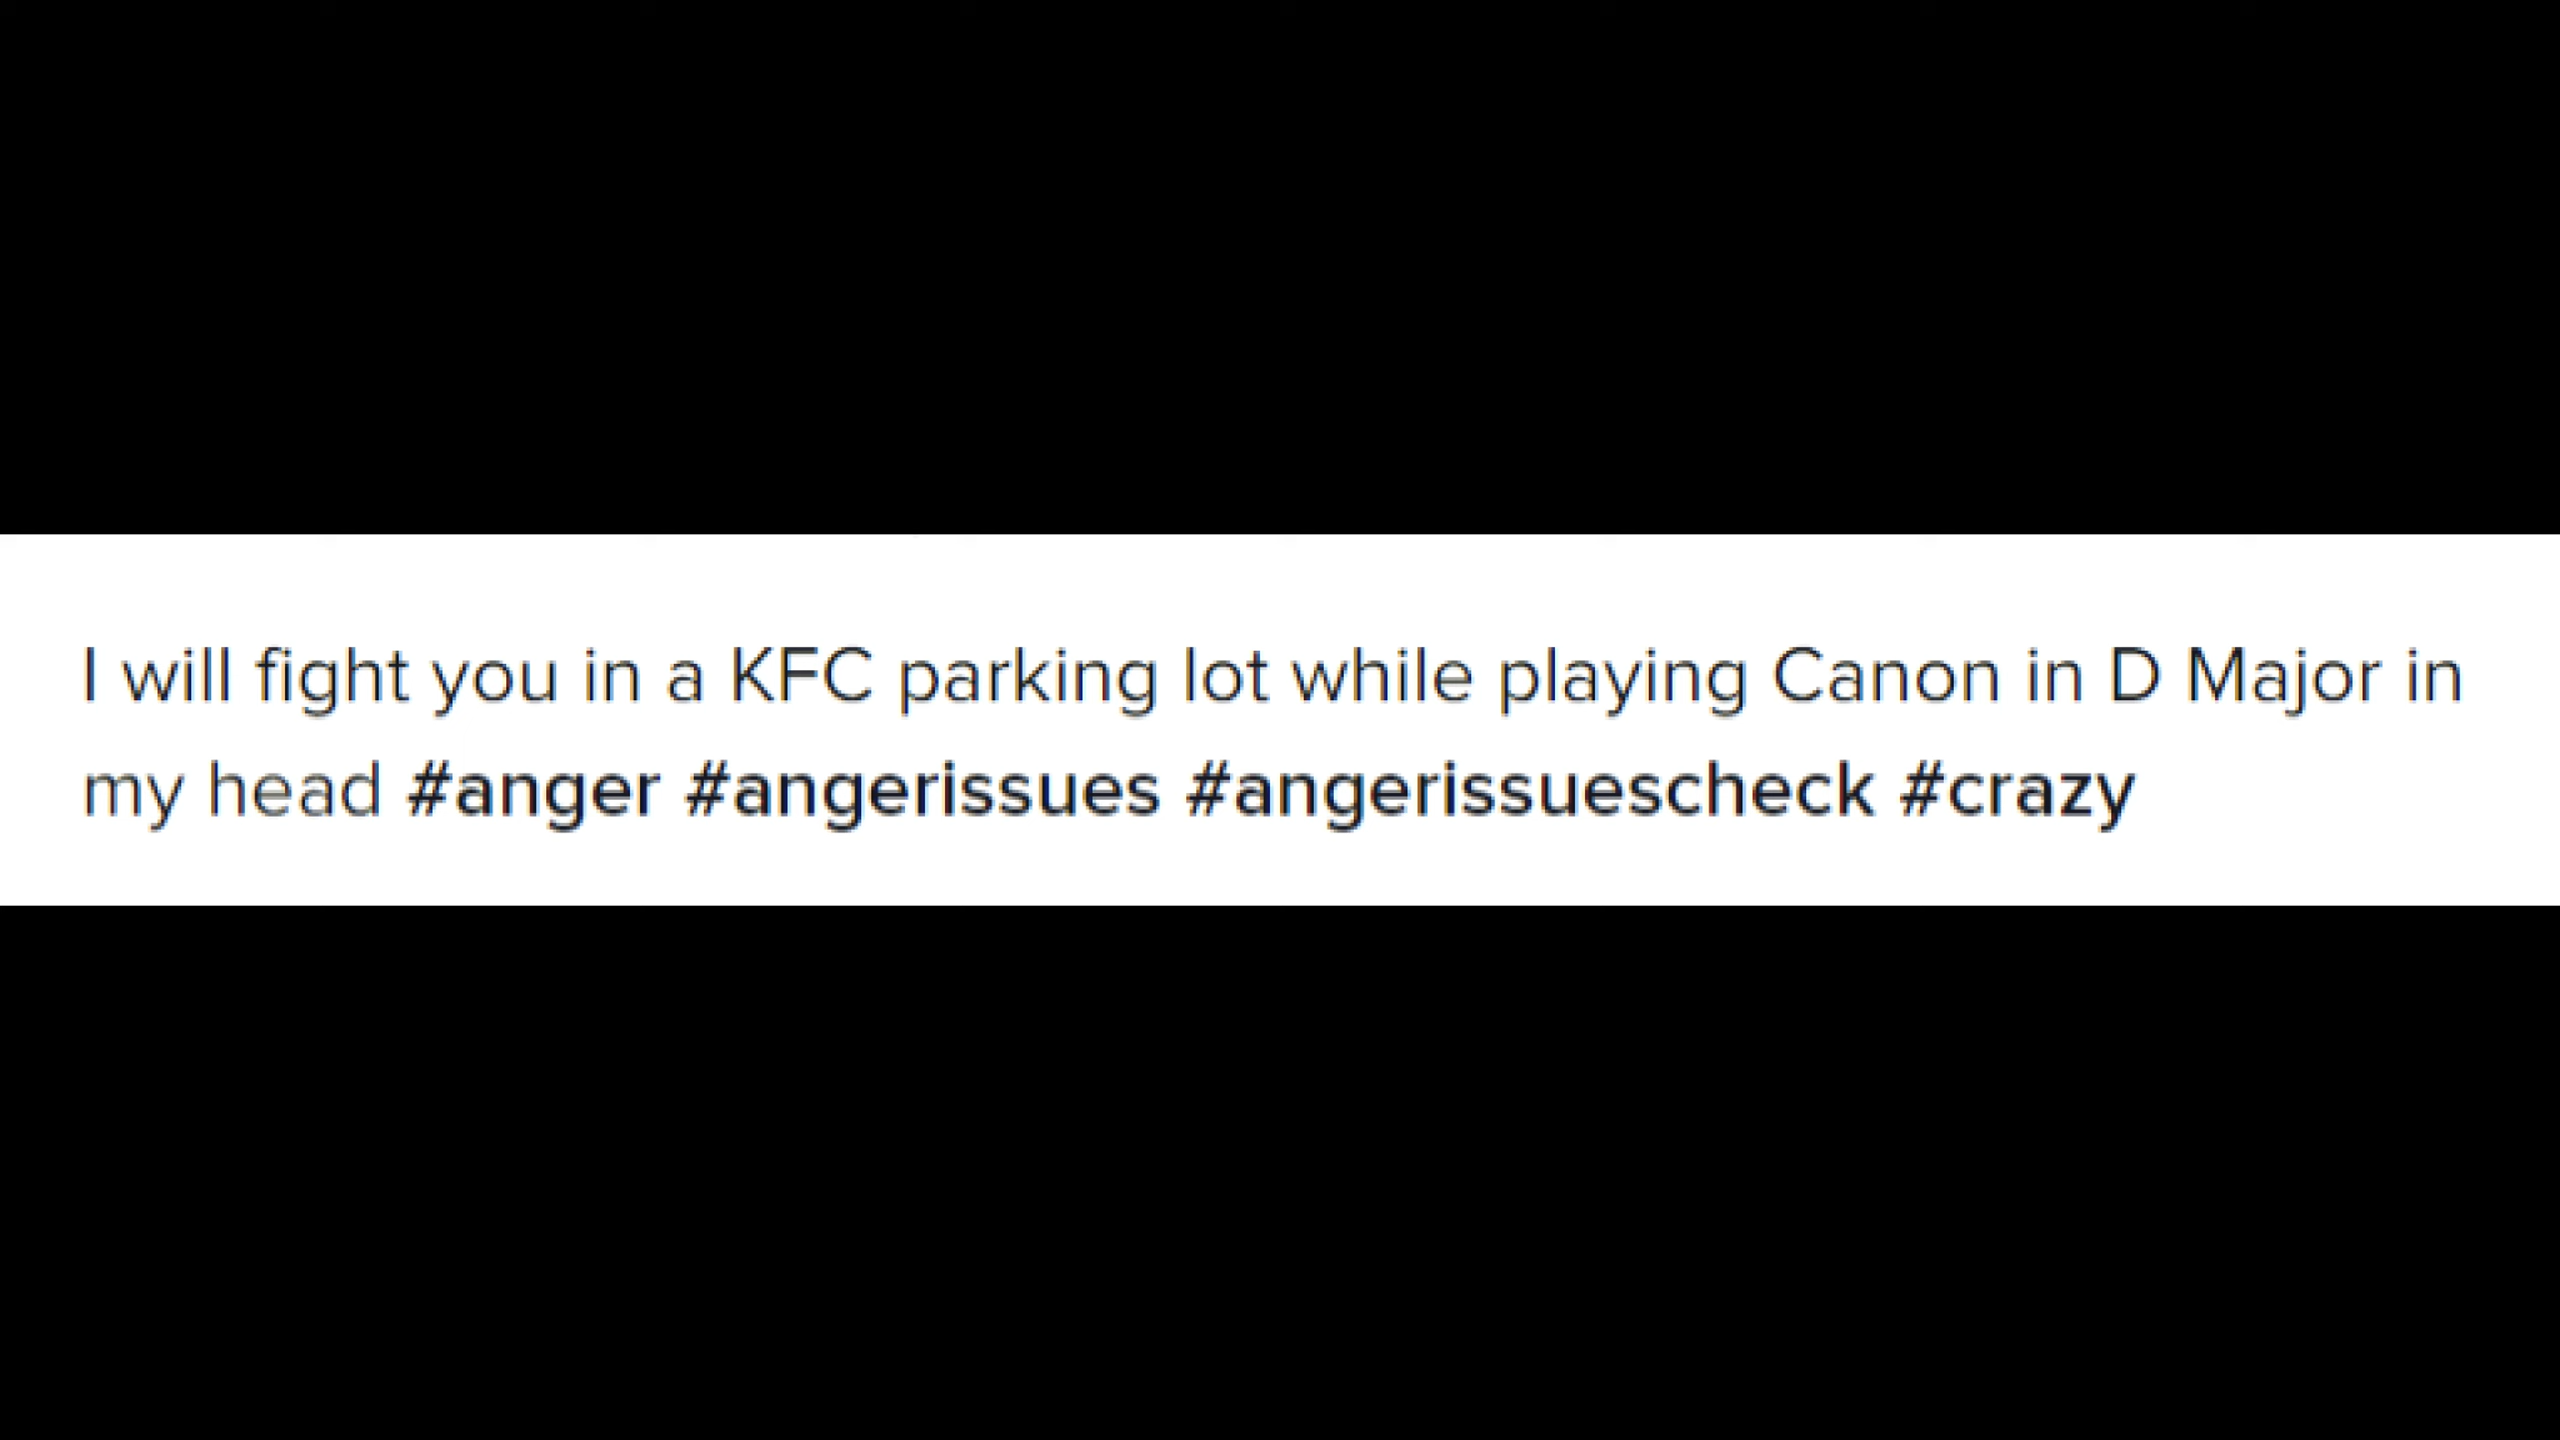 I will fight you in a KFC parking lot while playing Canon in D Major in
my head #anger #angerissues #angerissuescheck #crazy